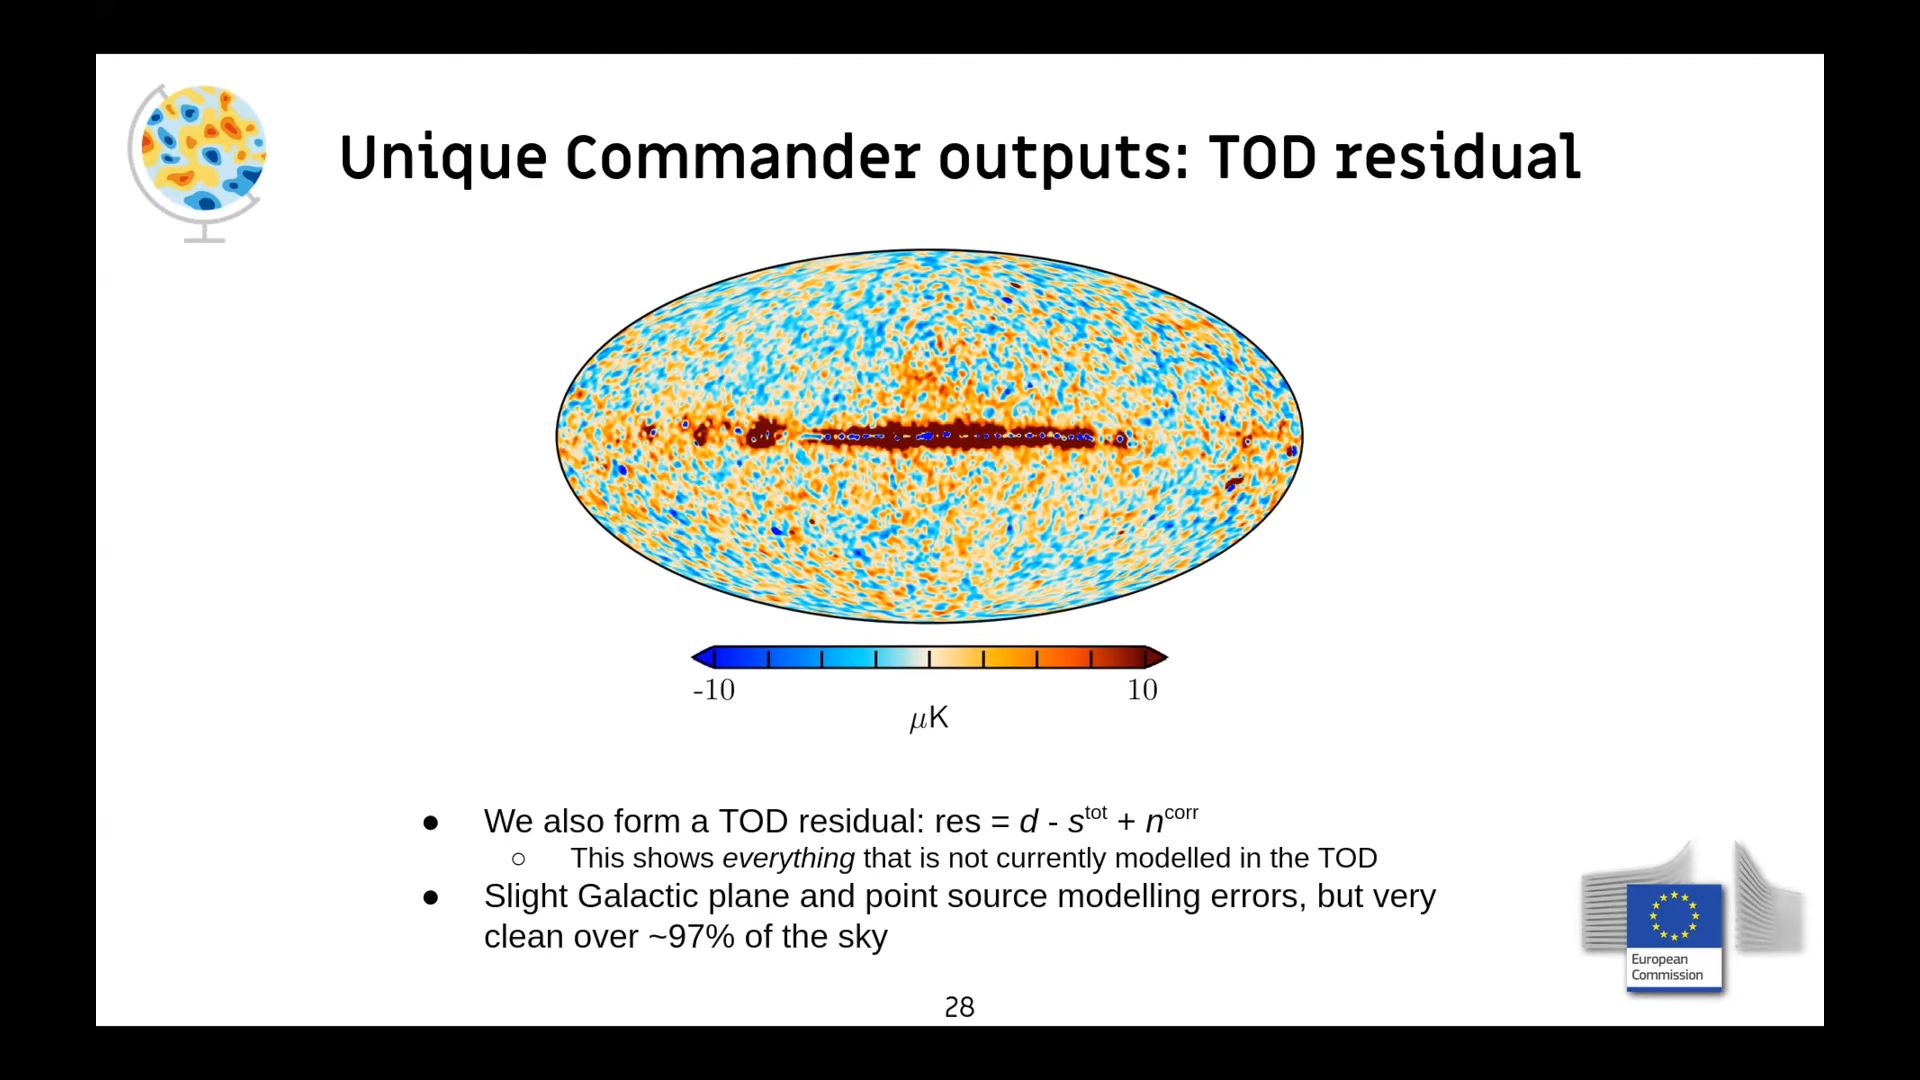 Unique Commander outputs: TOD residual
-10
10
μK
● We also form a TOD residual: res = d - s^tot + n^corr
○ This shows everything that is not currently modelled in the TOD
● Slight Galactic plane and point source modelling errors, but very
clean over ~97% of the sky
European
Commission
28